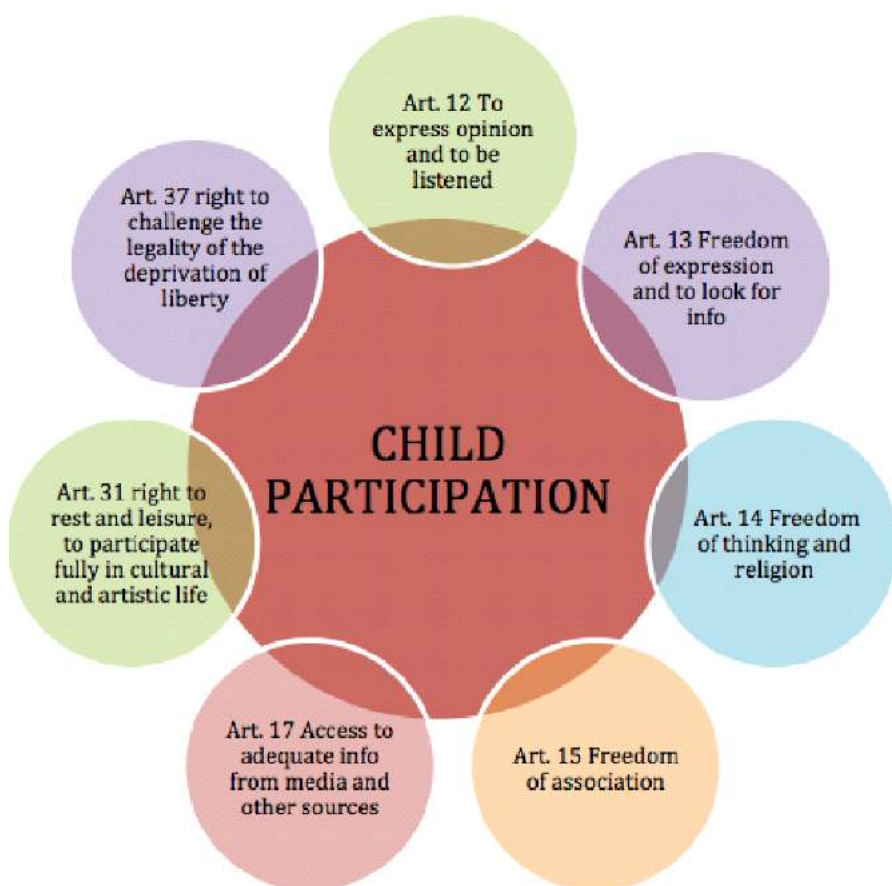 Art. 12 To
express opinion
and to be
listened
Art. 13 Freedom
of expression
and to look for
info
Art. 14 Freedom
of thinking and
religion
Art. 15 Freedom
of association
Art. 17 Access to
adequate info
from media and
other sources
Art. 31 right to
rest and leisure,
to participate
fully in cultural
and artistic life
Art. 37 right to
challenge the
legality of the
deprivation of
liberty
CHILD
PARTICIPATION